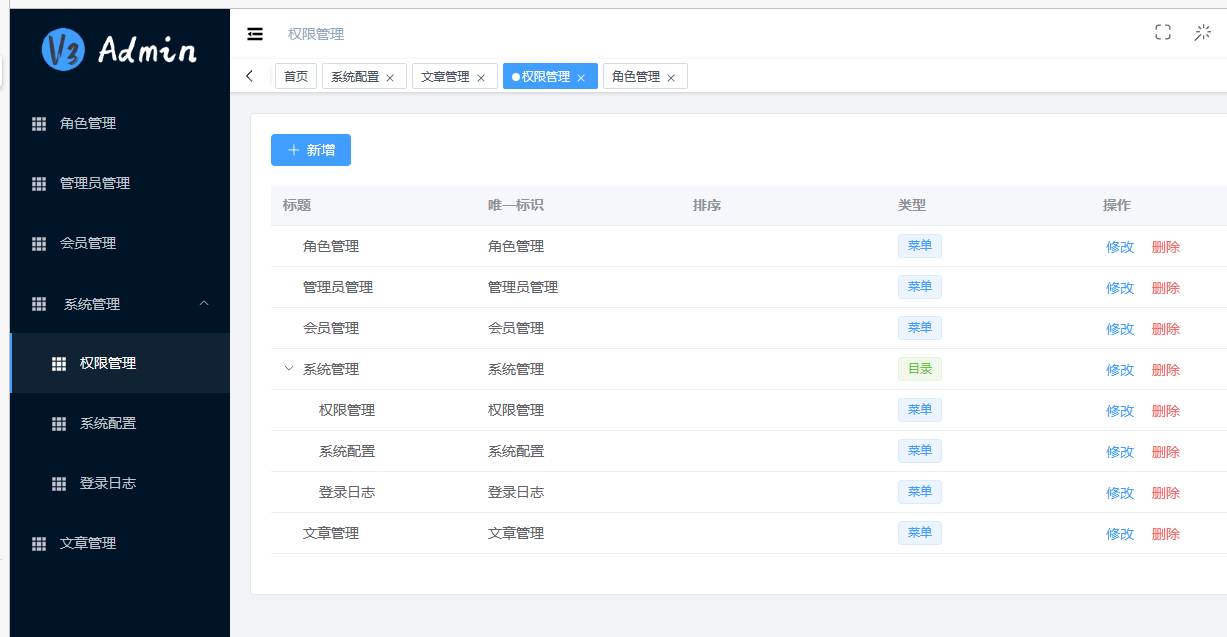 V3 Admin
角色管理
管理员管理
会员管理
系统管理
权限管理
系统配置
登录日志
文章管理
权限管理
首页 系统配置 文章管理 权限管理 角色管理
新增
标题 唯一标识 排序 类型 操作
角色管理 角色管理 菜单 修改 删除
管理员管理 管理员管理 菜单 修改 删除
会员管理 会员管理 菜单 修改 删除
系统管理 系统管理 目录 修改 删除
权限管理 权限管理 菜单 修改 删除
系统配置 系统配置 菜单 修改 删除
登录日志 登录日志 菜单 修改 删除
文章管理 文章管理 菜单 修改 删除